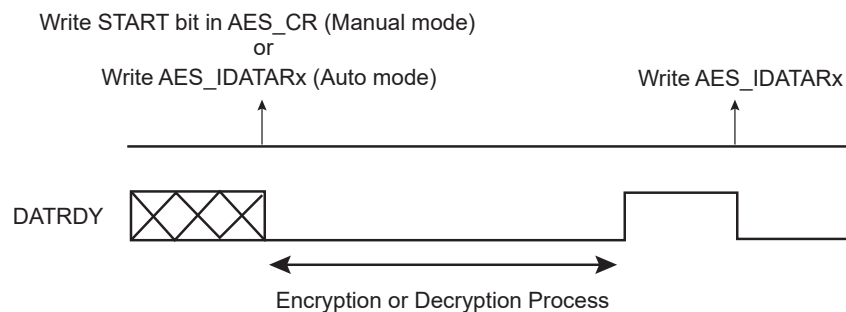 Write START bit in AES_CR (Manual mode)
or
Write AES_IDATARx (Auto mode)
Write AES_IDATARx
DATRDY
Encryption or Decryption Process